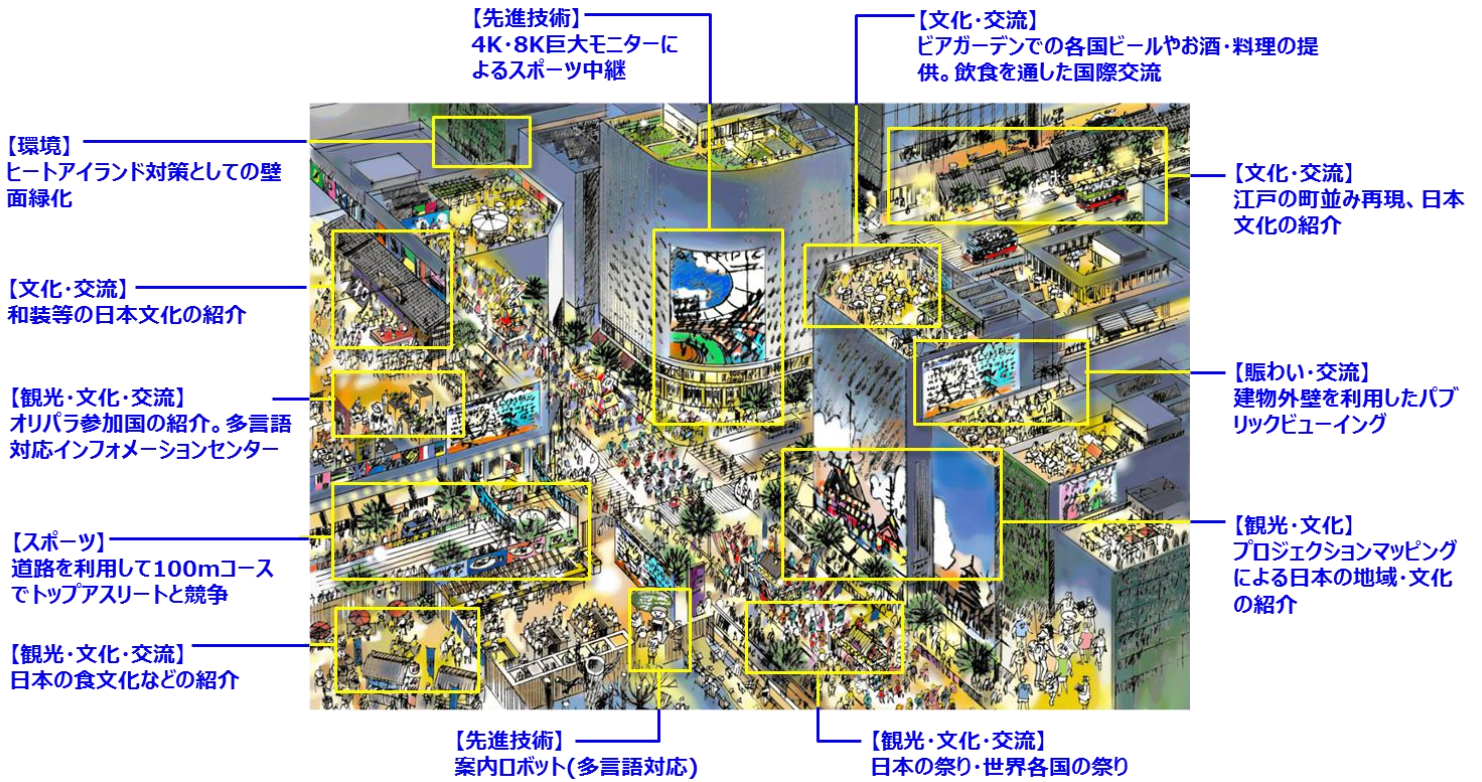 【先進技術】
4K・8K巨大モニターに
よるスポーツ中継
【文化・交流】
ビアガーデンでの各国ビールやお酒・料理の提
供。飲食を通した国際交流
【環境】
ヒートアイランド対策としての壁
面緑化
【文化・交流】
江戸の町並み再現、日本
文化の紹介
【文化・交流】
和装等の日本文化の紹介
【賑わい・交流】
建物外壁を利用したパブ
リックビューイング
【観光・文化・交流】
オリパラ参加国の紹介。多言語
対応インフォメーションセンター
【スポーツ】
道路を利用して100mコース
でトップアスリートと競争
【観光・文化】
プロジェクションマッピング
による日本の地域・文化
の紹介
【観光・文化・交流】
日本の食文化などの紹介
【先進技術】
案内ロボット(多言語対応)
【観光・文化・交流】
日本の祭り・世界各国の祭り